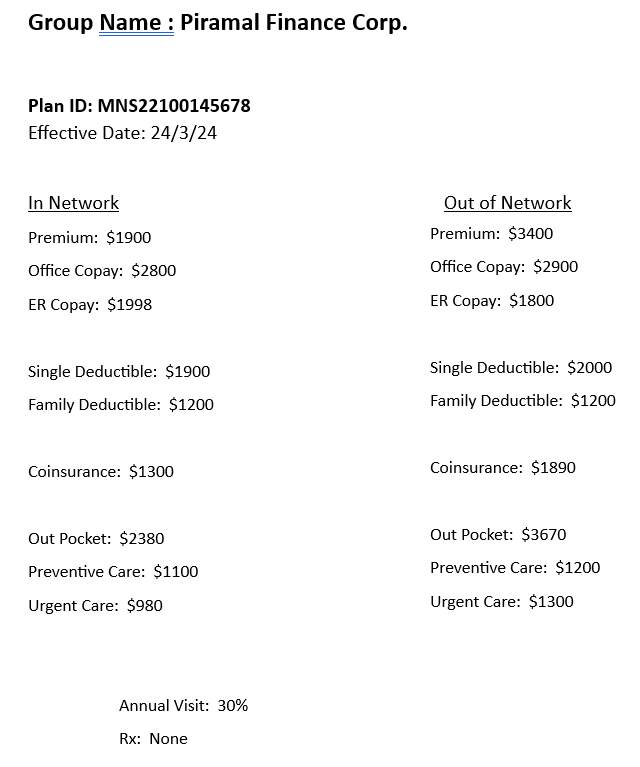 Group Name : Piramal Finance Corp.
Plan ID: MNS22100145678
Effective Date: 24/3/24
In Network
Premium: $1900
Office Copay: $2800
ER Copay: $1998
Single Deductible: $1900
Family Deductible: $1200
Coinsurance: $1300
Out Pocket: $2380
Preventive Care: $1100
Urgent Care: $980
Out of Network
Premium: $3400
Office Copay: $2900
ER Copay: $1800
Single Deductible: $2000
Family Deductible: $1200
Coinsurance: $1890
Out Pocket: $3670
Preventive Care: $1200
Urgent Care: $1300
Annual Visit: 30%
Rx: None